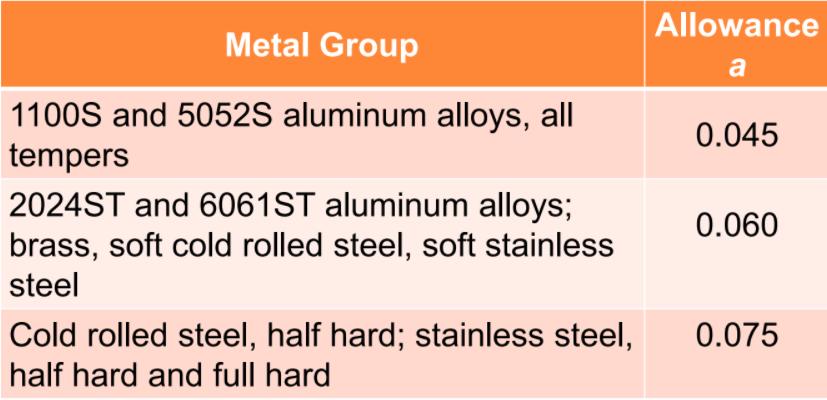 Metal Group
Allowance
a
1100S and 5052S aluminum alloys, all
tempers
0.045
2024ST and 6061ST aluminum alloys;
brass, soft cold rolled steel, soft stainless
steel
0.060
Cold rolled steel, half hard; stainless steel,
half hard and full hard
0.075